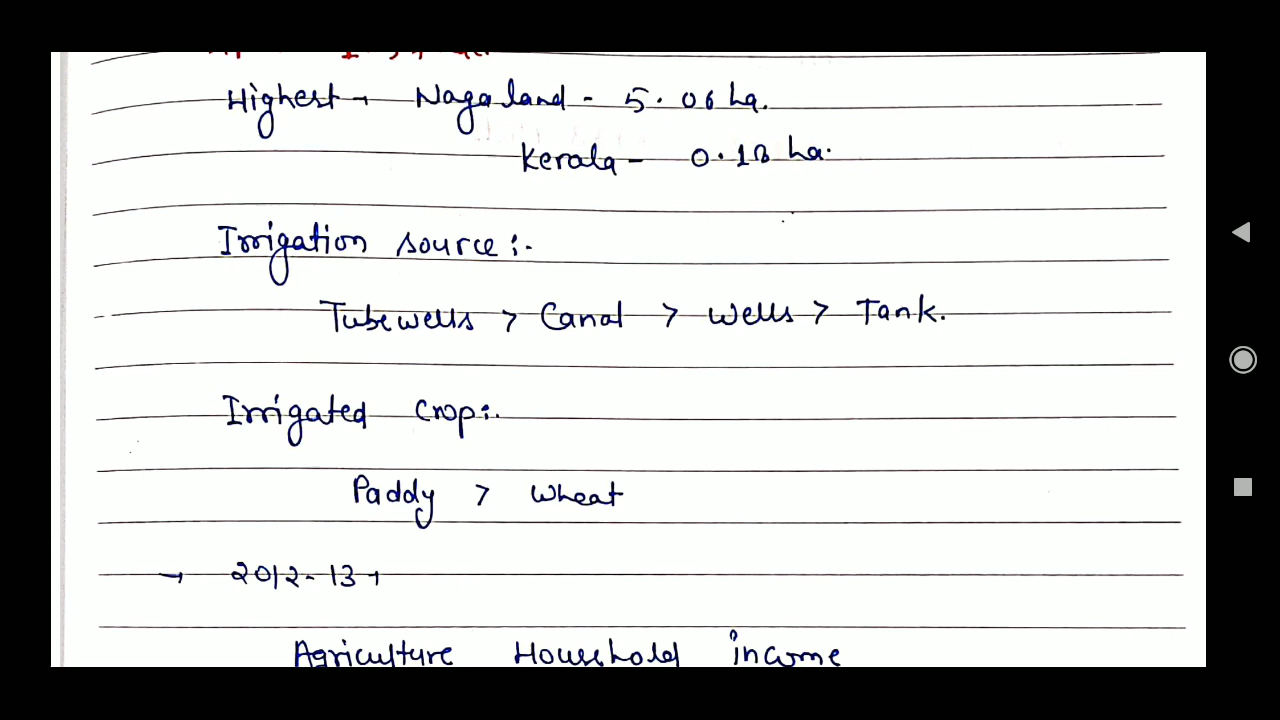 Highest → Nagaland - 5.06 ha.
Kerala - 0.18 ha.
Irrigation source :-
Tubewells > Canal > Wells > Tank.
Irrigated Crop:-
Paddy > Wheat
→ 2012-13 →
Agriculture Household income